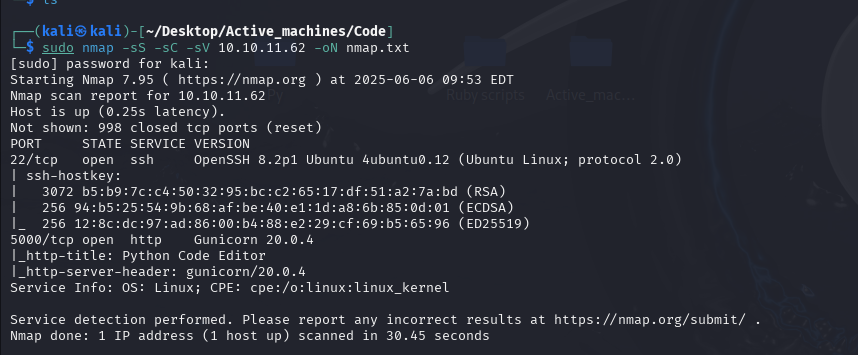 ls
┌──(kali㉿kali)-[~/Desktop/Active_machines/Code]
└─$ sudo nmap -sS -sC -sV 10.10.11.62 -oN nmap.txt
[sudo] password for kali:
Starting Nmap 7.95 ( https://nmap.org ) at 2025-06-06 09:53 EDT
Nmap scan report for 10.10.11.62
Host is up (0.25s latency).
Not shown: 998 closed tcp ports (reset)
PORT     STATE SERVICE VERSION
22/tcp   open  ssh     OpenSSH 8.2p1 Ubuntu 4ubuntu0.12 (Ubuntu Linux; protocol 2.0)
| ssh-hostkey:
|   3072 b5:b9:7c:c4:50:32:95:bc:c2:65:17:df:51:a2:7a:bd (RSA)
|   256 94:b5:25:54:9b:68:af:be:40:e1:1d:a8:6b:85:0d:01 (ECDSA)
|_  256 12:8c:dc:97:ad:86:00:b4:88:e2:29:cf:69:b5:65:96 (ED25519)
5000/tcp open  http    Gunicorn 20.0.4
|_http-title: Python Code Editor
|_http-server-header: gunicorn/20.0.4
Service Info: OS: Linux; CPE: cpe:/o:linux:linux_kernel
Service detection performed. Please report any incorrect results at https://nmap.org/submit/ .
Nmap done: 1 IP address (1 host up) scanned in 30.45 seconds
Py
Ruby scripts
Active_mac...